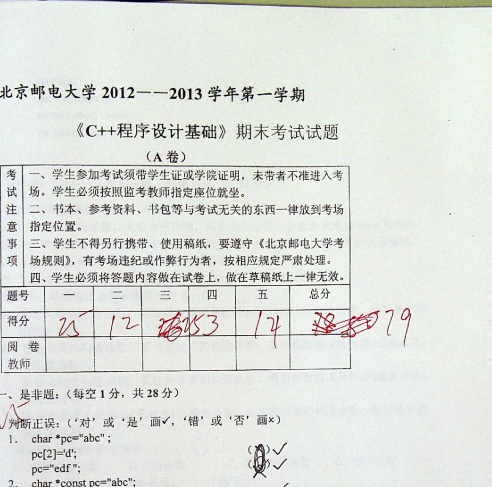 北京邮电大学 2012——2013 学年第一学期
《C++程序设计基础》期末考试试题
（A 卷）
考试注意事项
一、学生参加考试须带学生证或学院证明，未带者不准进入考
场。学生必须按照监考教师指定座位就坐。
二、书本、参考资料、书包等与考试无关的东西一律放到考场
指定位置。
三、学生不得另行携带、使用稿纸，要遵守《北京邮电大学考
场规则》，有考场违纪或作弊行为者，按相应规定严肃处理。
四、学生必须将答题内容做在试卷上，做在草稿纸上一律无效。
题号 一 二 三 四 五 总分
得分 25 12 53 14 79
阅卷教师
一、是非题：（每空 1 分，共 28 分）
判断正误：（‘对’或‘是’画✓，‘错’或‘否’画×）
1. char *pc="abc" ;
pc[2]='d'; ✓
pc="edf "; ✓
2. char *const pc="abc";